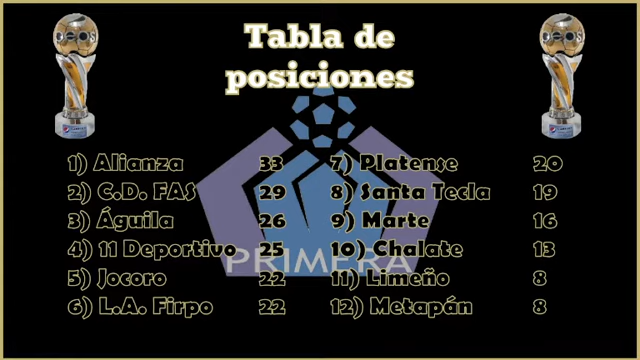 Tabla de
posiciones
1) Alianza 33
2) C.D. FAS 29
3) Águila 26
4) 11 Deportivo 25
5) Jocoro 22
6) L.A. Firpo 22
7) Platense 20
8) Santa Tecla 19
9) Marte 16
10) Chalate 13
11) Limeño 8
12) Metapán 8
PRIMERA